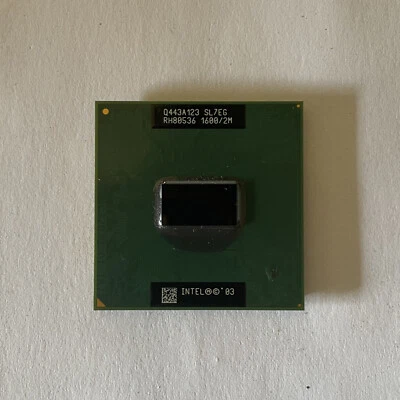 Q443A123 SL7EG
RH80536 1600/2M
INTEL®©'03